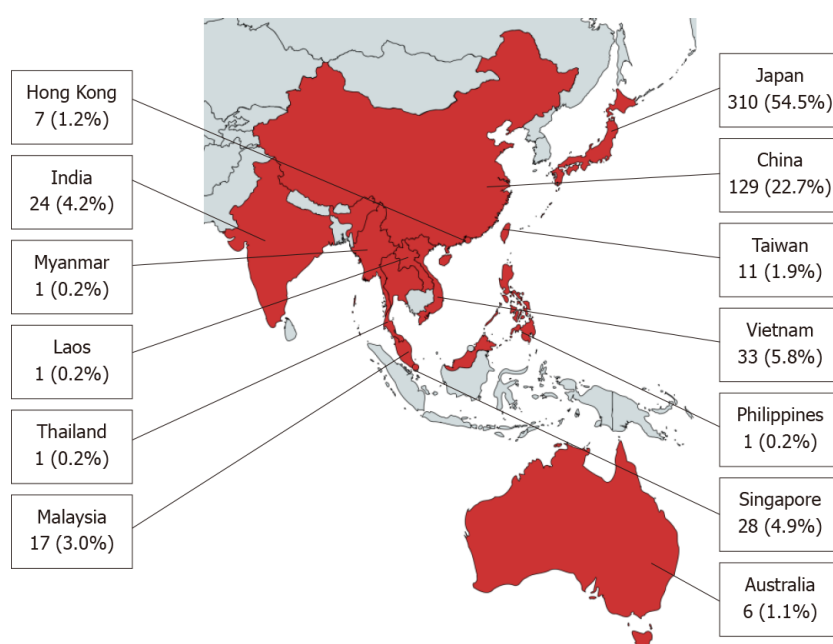 Hong Kong
7 (1.2%)
India
24 (4.2%)
Myanmar
1 (0.2%)
Laos
1 (0.2%)
Thailand
1 (0.2%)
Malaysia
17 (3.0%)
Japan
310 (54.5%)
China
129 (22.7%)
Taiwan
11 (1.9%)
Vietnam
33 (5.8%)
Philippines
1 (0.2%)
Singapore
28 (4.9%)
Australia
6 (1.1%)